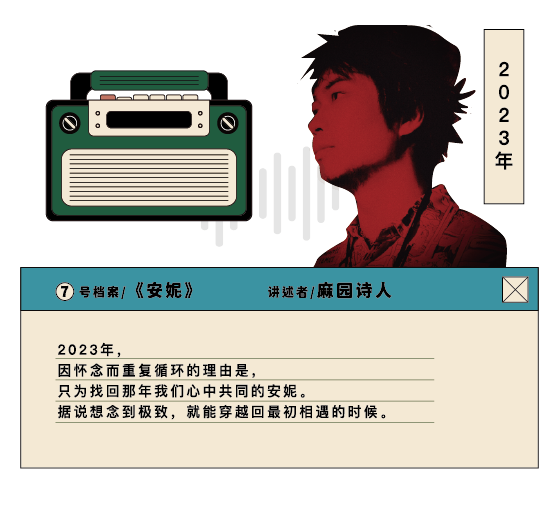 2023年
7号档案/《安妮》
讲述者/麻园诗人
2023年,
因怀念而重复循环的理由是,
只为找回那年我们心中共同的安妮。
据说想念到极致，就能穿越回最初相遇的时候。